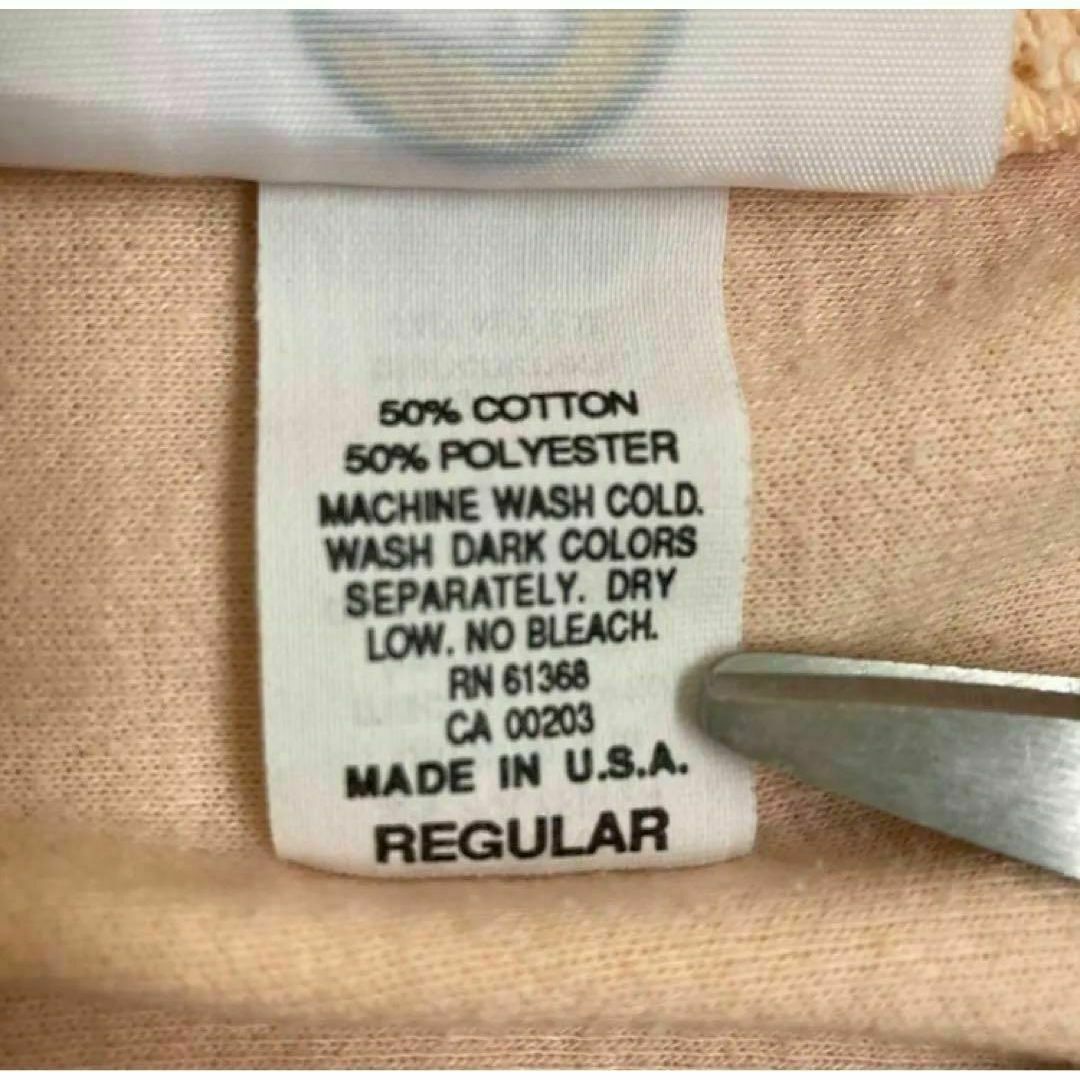 50% COTTON
50% POLYESTER
MACHINE WASH COLD.
WASH DARK COLORS
SEPARATELY. DRY
LOW. NO BLEACH.
RN 61368
CA 00203
MADE IN U.S.A.
REGULAR